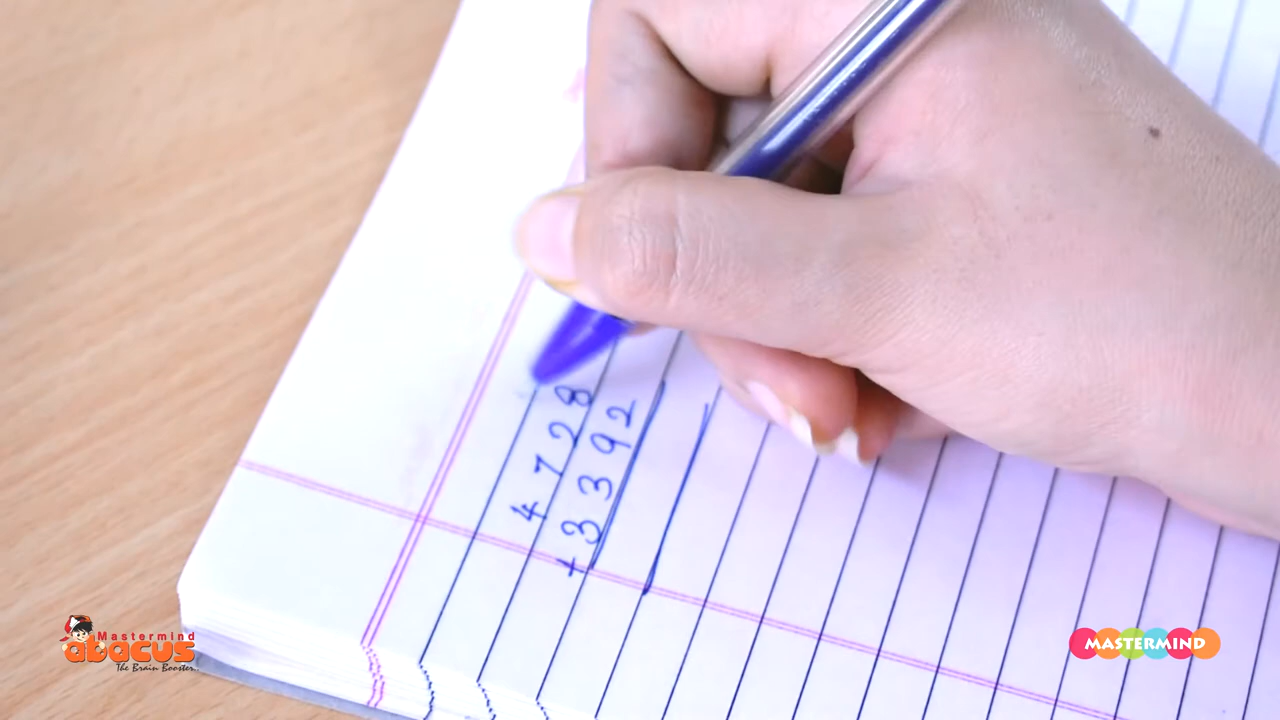 4728
+3392
Mastermind
abacus
The Brain Booster..
MASTERMIND